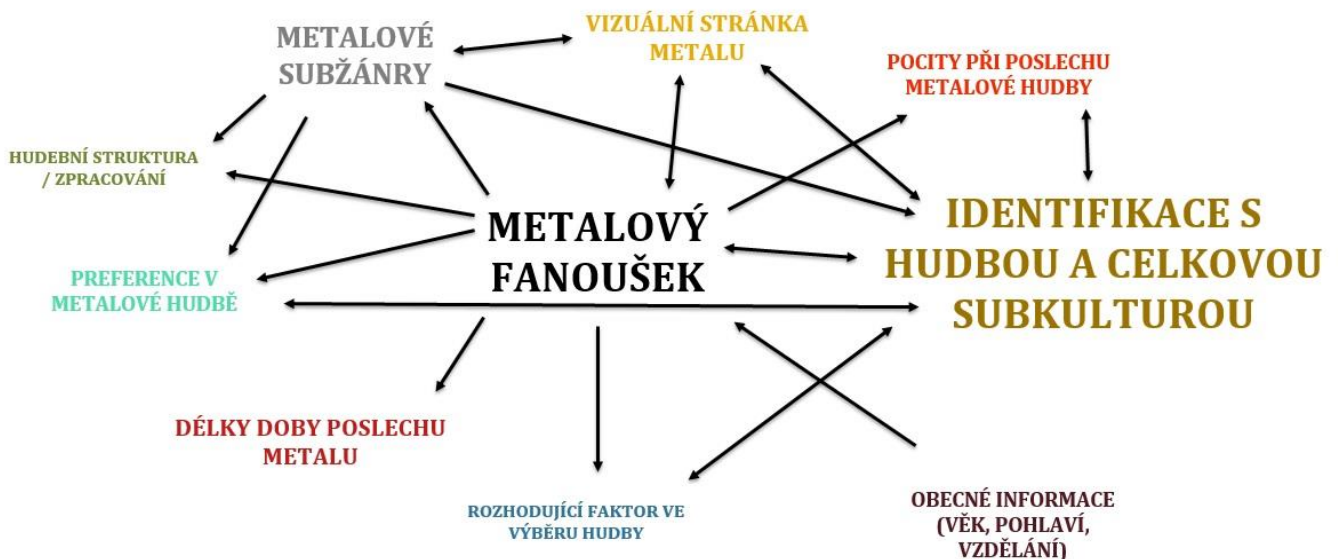 METALOVÉ
SUBŽÁNRY
VIZUÁLNÍ STRÁNKA
METALU
POCITY PŘI POSLECHU
METALOVÉ HUDBY
HUDEBNÍ STRUKTURA
/ ZPRACOVÁNÍ
METALOVÝ
FANOUŠEK
IDENTIFIKACE S
HUDBOU A CELKOVOU
SUBKULTUROU
PREFERENCE V
METALOVÉ HUDBĚ
DÉLKY DOBY POSLECHU
METALU
ROZHODUJÍCÍ FAKTOR VE
VÝBĚRU HUDBY
OBECNÉ INFORMACE
(VĚK, POHLAVÍ,
VZDĚLÁNÍ)